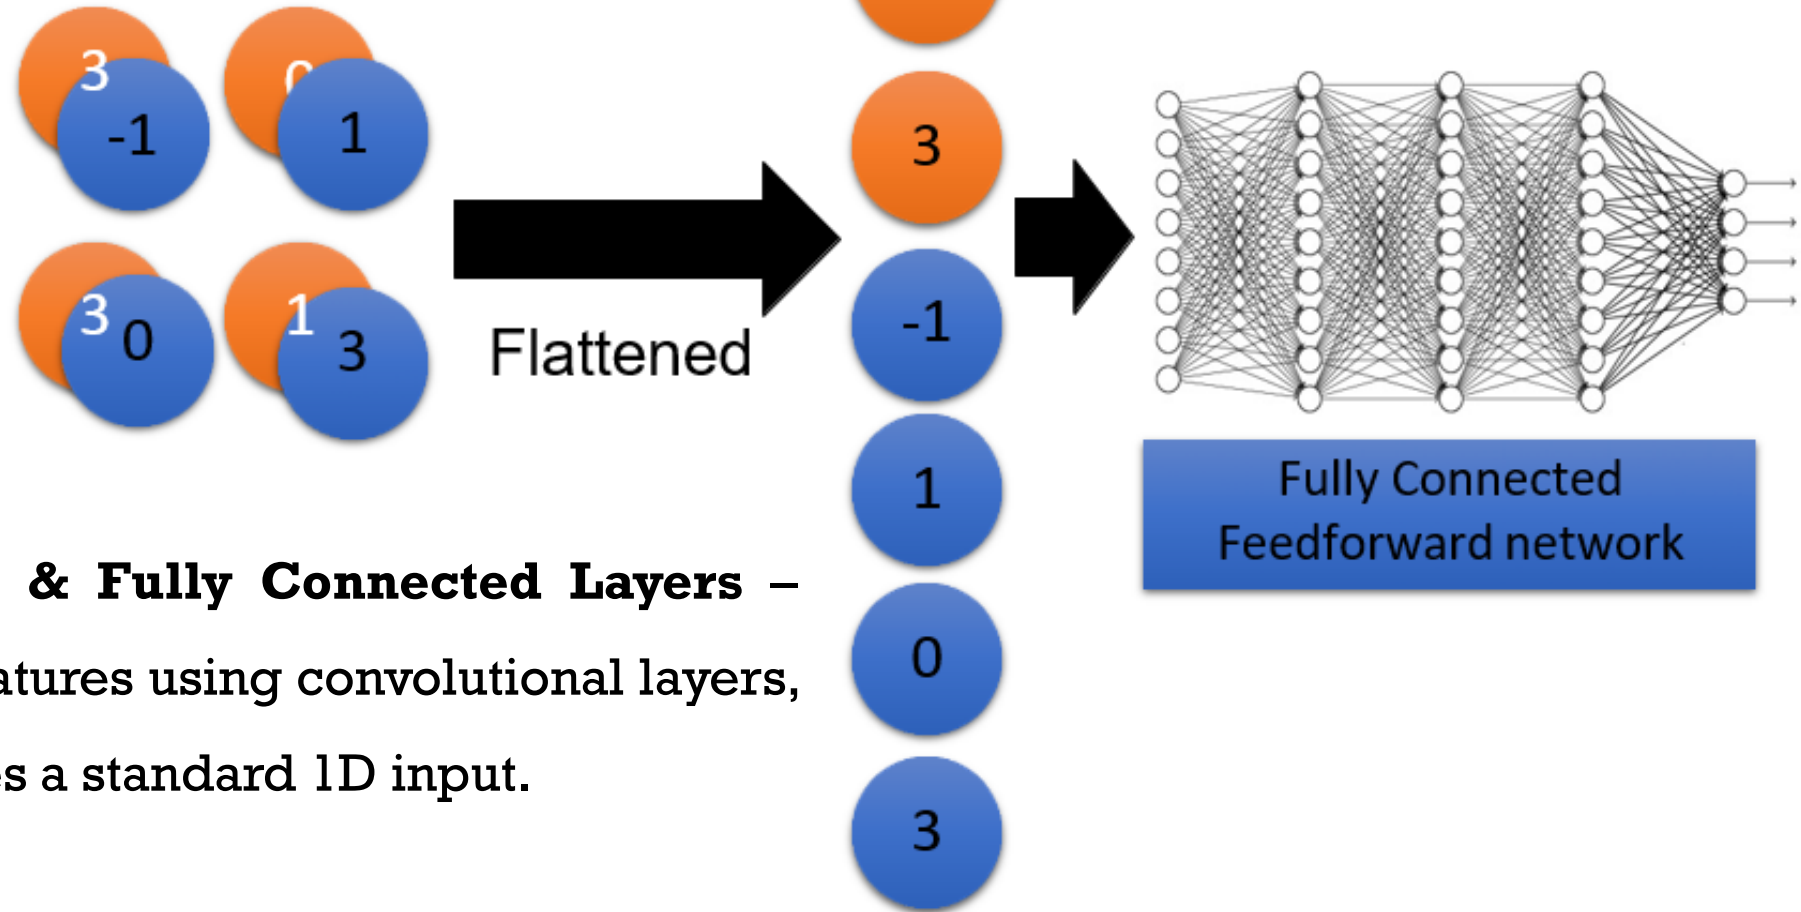 3
-1
1
3
0
1
3
Flattened
3
-1
1
0
3
Fully Connected
Feedforward network
& Fully Connected Layers –
using convolutional layers,
a standard 1D input.